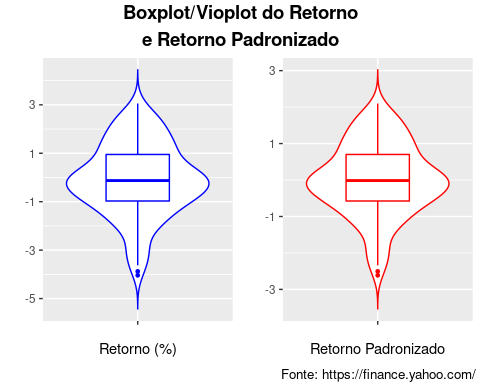 Boxplot/Vioplot do Retorno
e Retorno Padronizado
3
1
-1
-3
-5
Retorno (%)
3
1
-1
-3
Retorno Padronizado
Fonte: https://finance.yahoo.com/